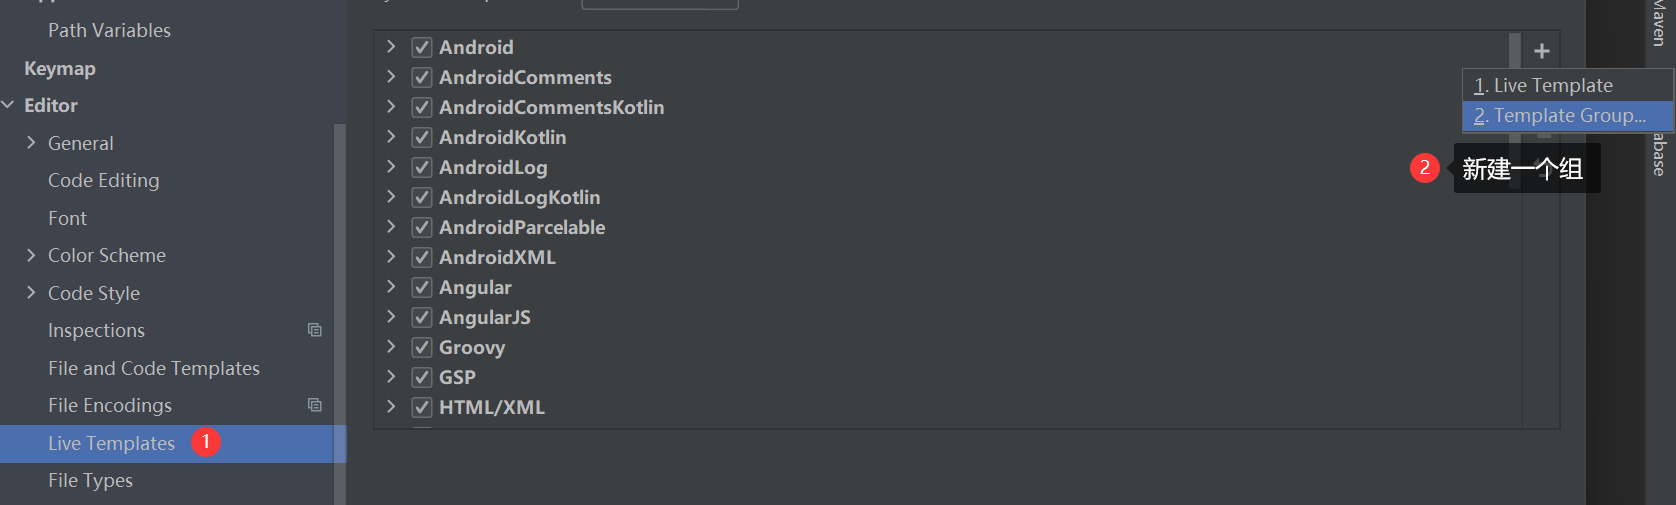 Path Variables
Keymap
Editor
General
Code Editing
Font
Color Scheme
Code Style
Inspections
File and Code Templates
File Encodings
Live Templates 1
File Types
Android
AndroidComments
AndroidCommentsKotlin
AndroidKotlin
AndroidLog
AndroidLogKotlin
AndroidParcelable
AndroidXML
Angular
AngularJS
Groovy
GSP
HTML/XML
1. Live Template
2. Template Group...
2 新建一个组
Maven
abase